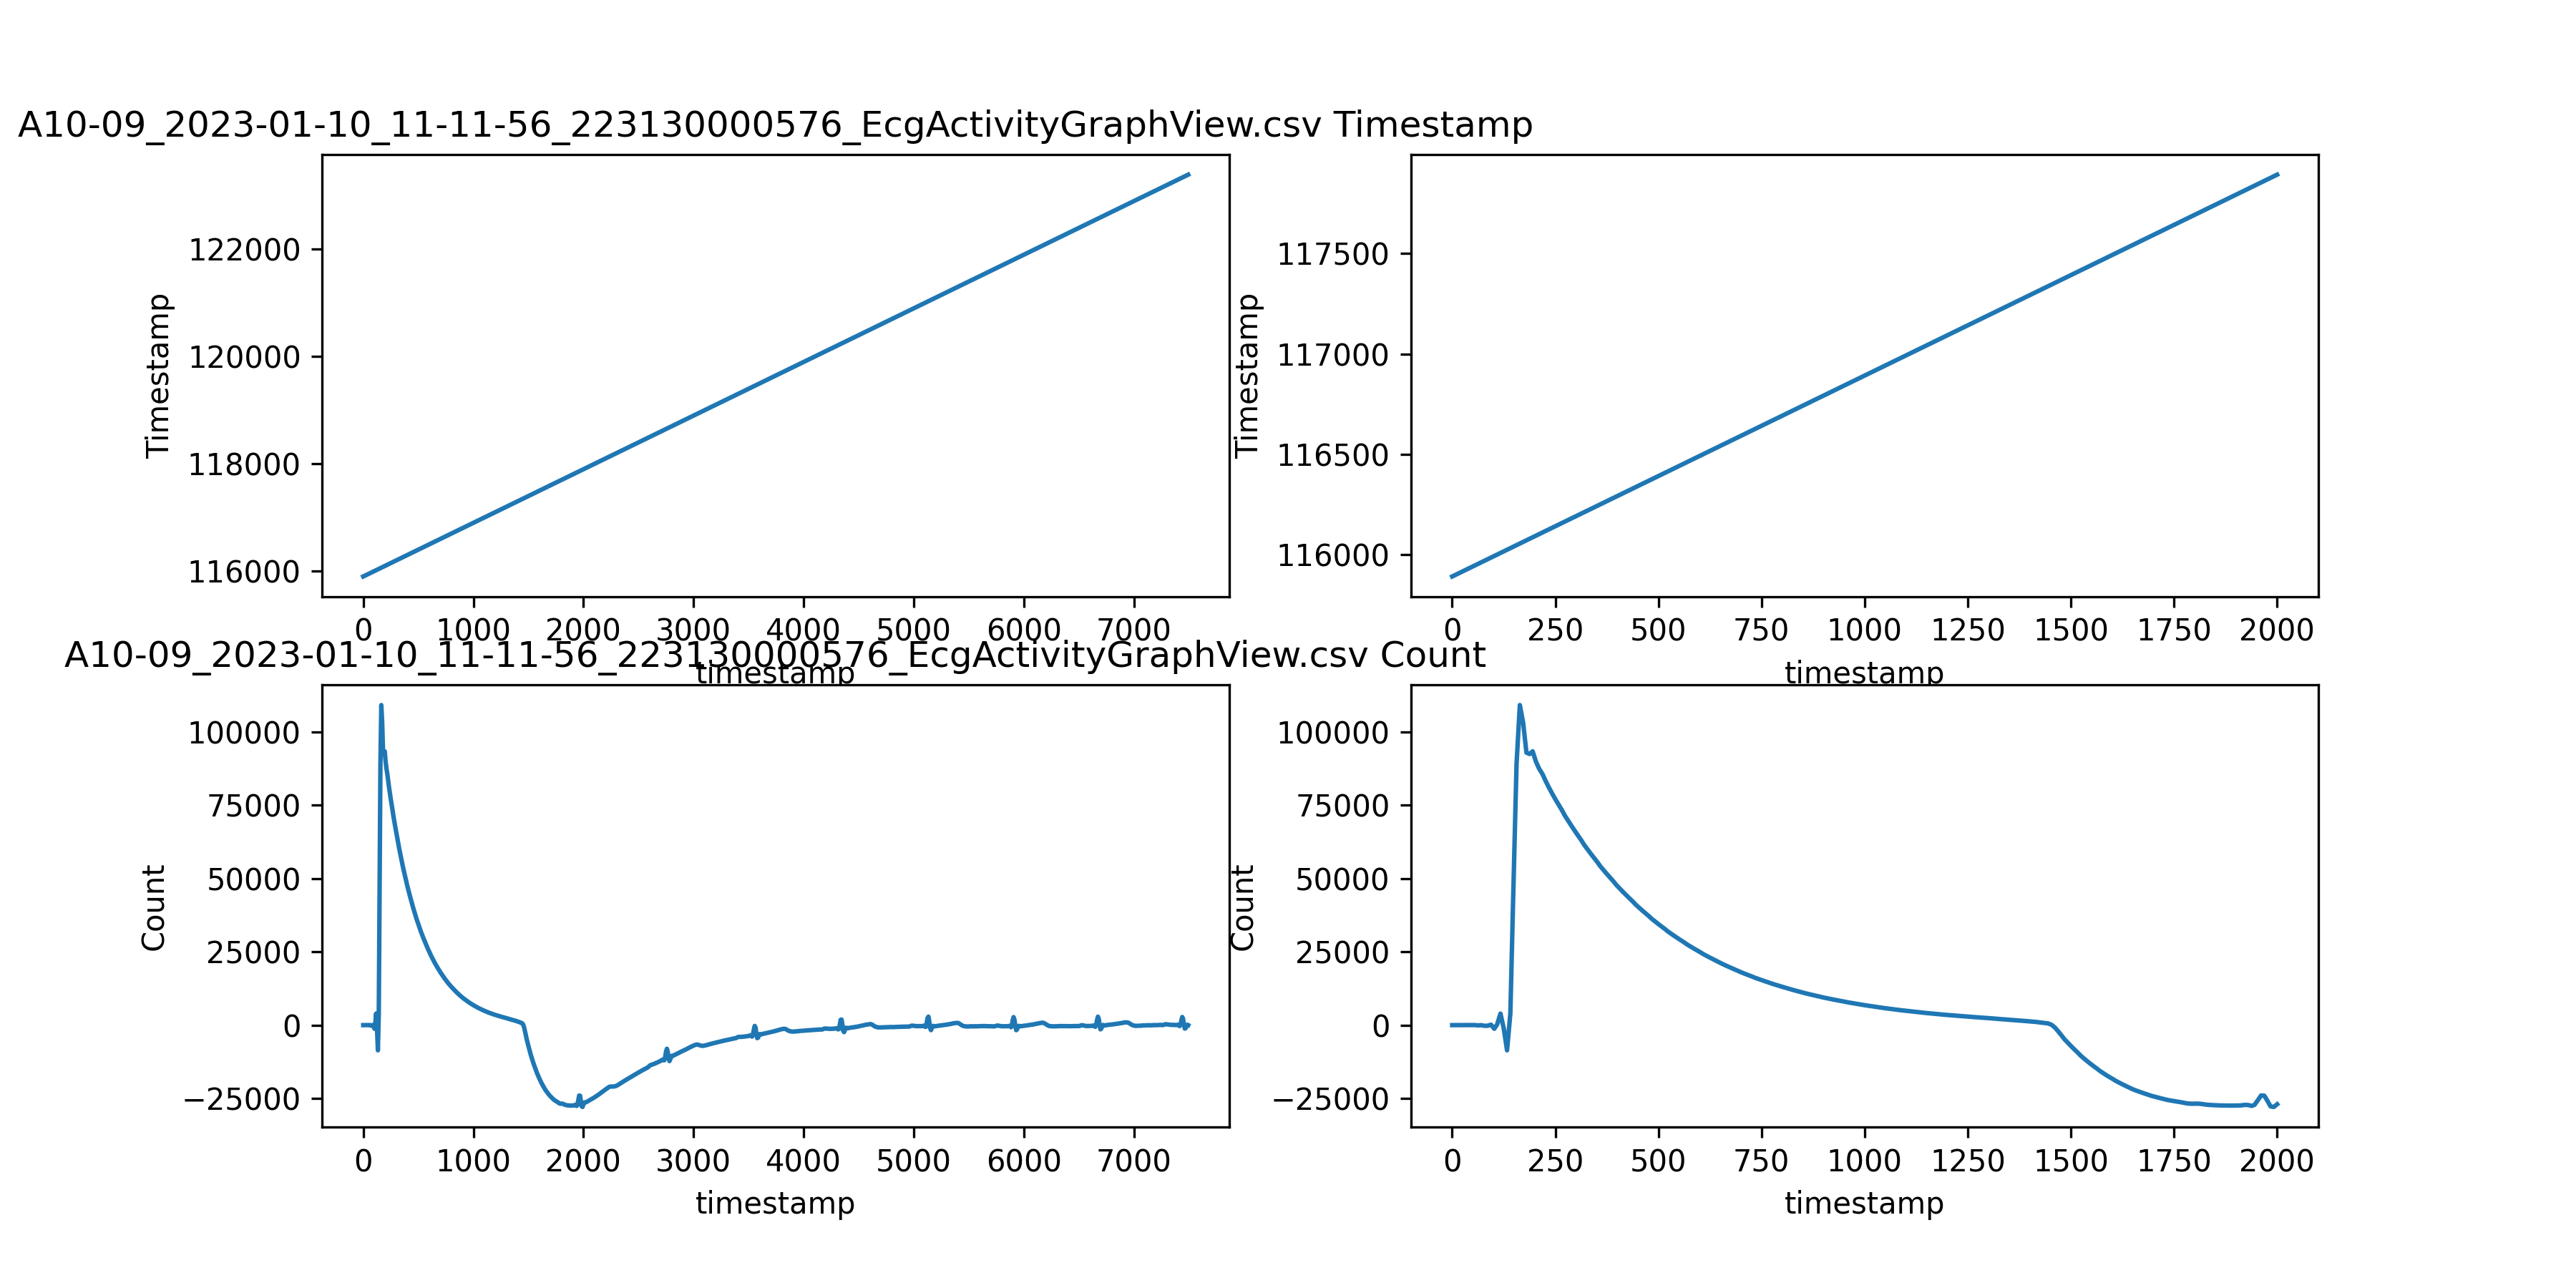 A10-09_2023-01-10_11-11-56_223130000576_EcgActivityGraphView.csv Timestamp
Timestamp
122000
120000
118000
116000
0 1000 2000 3000 4000 5000 6000 7000
timestamp
Timestamp
117500
117000
116500
116000
0 250 500 750 1000 1250 1500 1750 2000
timestamp
A10-09_2023-01-10_11-11-56_223130000576_EcgActivityGraphView.csv Count
Count
100000
75000
50000
25000
0
−25000
0 1000 2000 3000 4000 5000 6000 7000
timestamp
Count
100000
75000
50000
25000
0
−25000
0 250 500 750 1000 1250 1500 1750 2000
timestamp